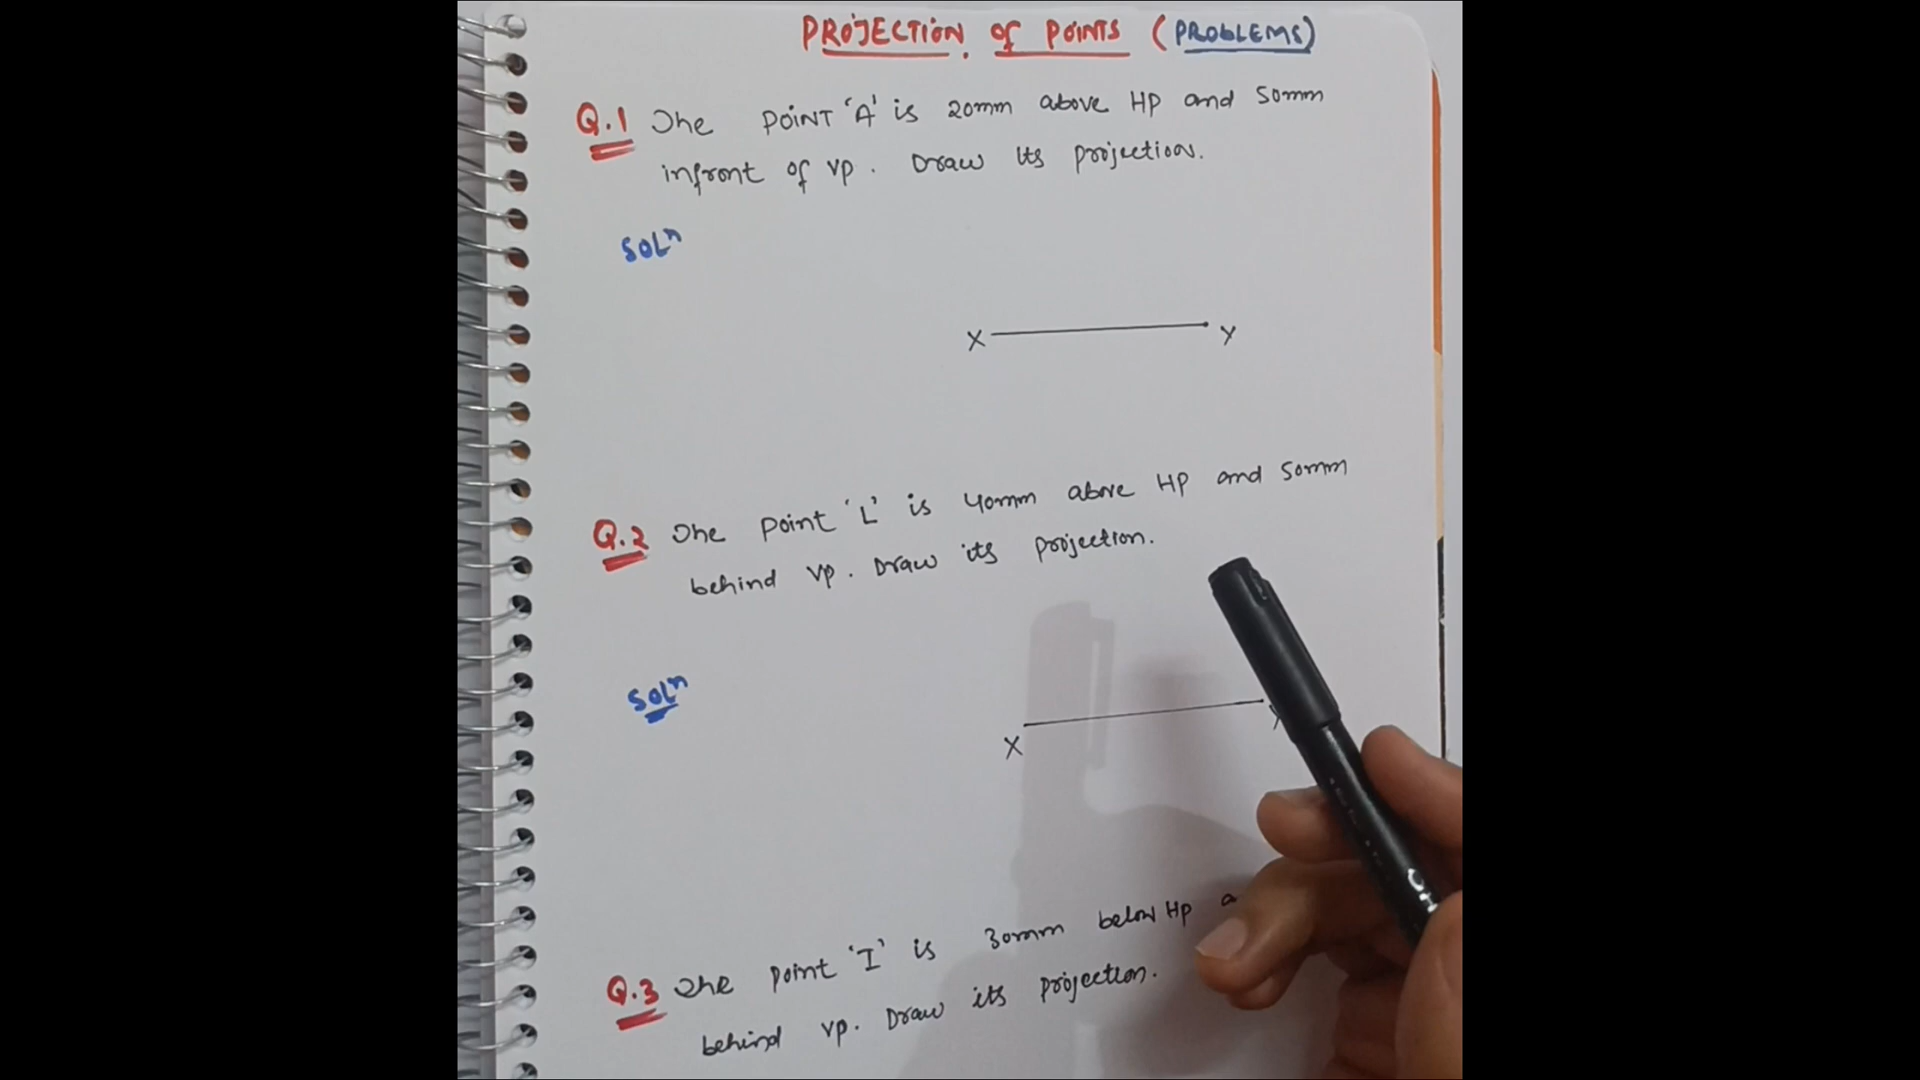 PROJECTION OF POINTS (PROBLEMS)
Q.1 The POINT 'A' is 20mm above HP and 50mm
infront of VP. Draw its projection.
SOLⁿ
X Y
Q.2 The Point 'L' is 40mm above HP and 50mm
behind VP. Draw its projection.
SOLⁿ
X Y
Q.3 The point 'I' is 30mm below HP
behind VP. Draw its projection.